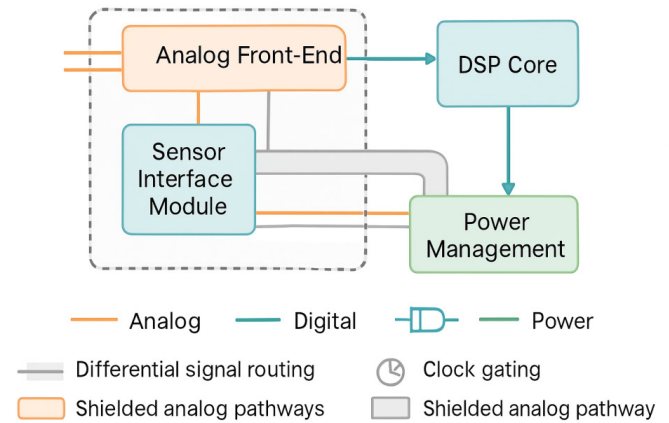 Analog Front-End
DSP Core
Sensor
Interface
Module
Power
Management
Analog
Digital
Power
Differential signal routing
Clock gating
Shielded analog pathways
Shielded analog pathway